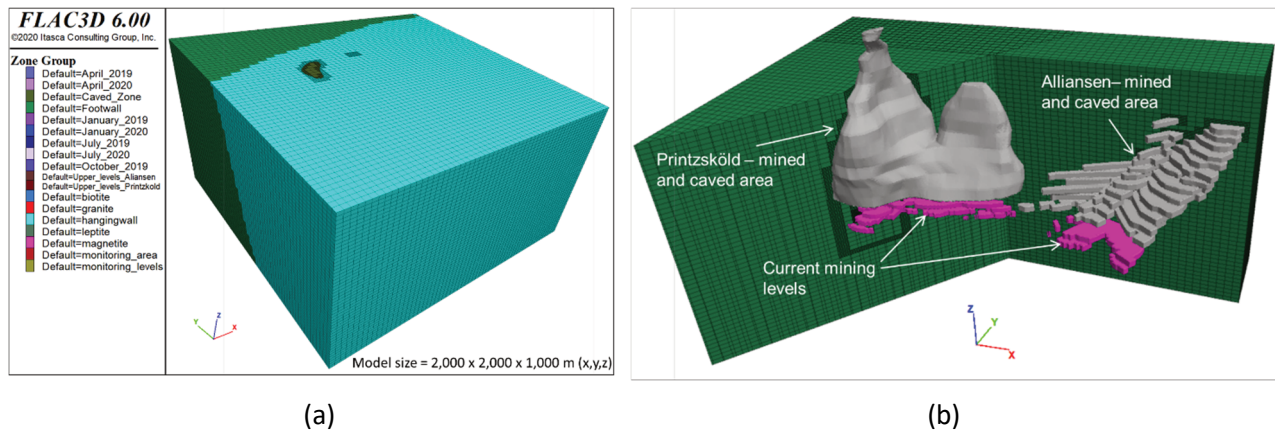 FLAC3D 6.00
©2020 Itasca Consulting Group, Inc.
Zone Group
Default=April_2019
Default=April_2020
Default=Caved_Zone
Default=Footwall
Default=January_2019
Default=January_2020
Default=July_2019
Default=July_2020
Default=October_2019
Default=Upper_levels_Aliansen
Default=Upper_levels_Printzkold
Default=biotite
Default=granite
Default=hangingwall
Default=leptite
Default=magnetite
Default=monitoring_area
Default=monitoring_levels
Z
Y
X
Model size = 2,000 x 2,000 x 1,000 m (x,y,z)
(a)
Alliansen– mined
and caved area
Printzsköld – mined
and caved area
Current mining
levels
Z
Y
X
(b)